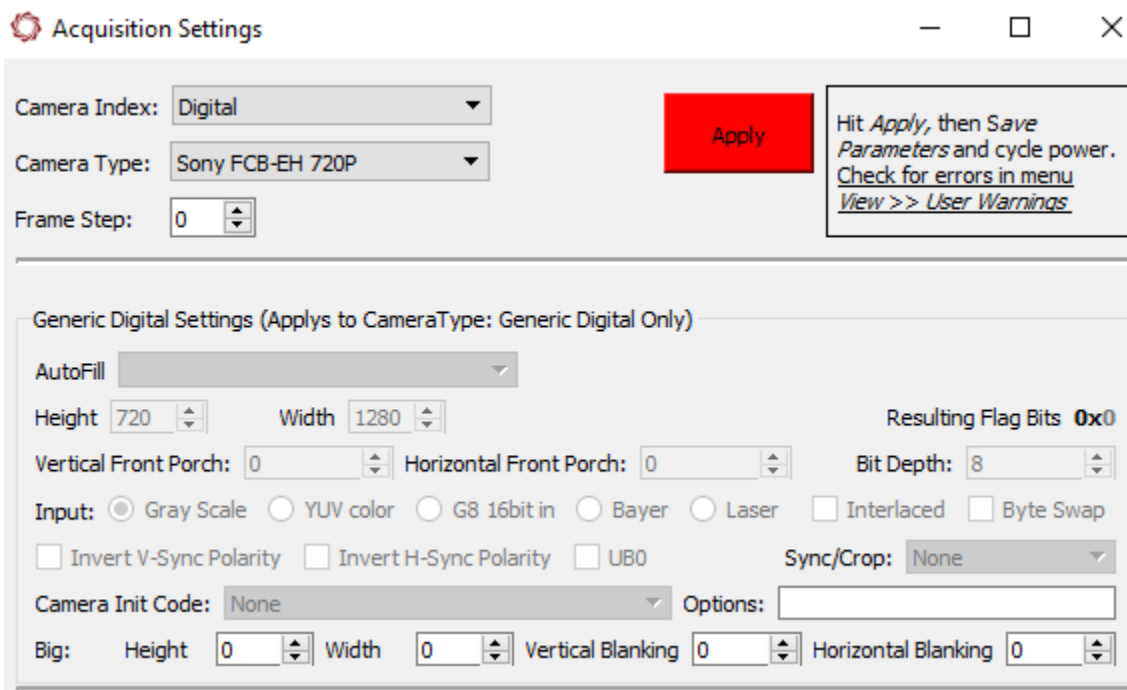 Acquisition Settings
Camera Index: Digital
Apply
Hit Apply, then Save
Parameters and cycle power.
Check for errors in menu
View >> User Warnings
Camera Type: Sony FCB-EH 720P
Frame Step: 0
Generic Digital Settings (Applys to CameraType: Generic Digital Only)
AutoFill
Height 720 Width 1280 Resulting Flag Bits 0x0
Vertical Front Porch: 0 Horizontal Front Porch: 0 Bit Depth: 8
Input: Gray Scale YUV color G8 16bit in Bayer Laser Interlaced Byte Swap
Invert V-Sync Polarity Invert H-Sync Polarity UB0 Sync/Crop: None
Camera Init Code: None Options:
Big: Height 0 Width 0 Vertical Blanking 0 Horizontal Blanking 0